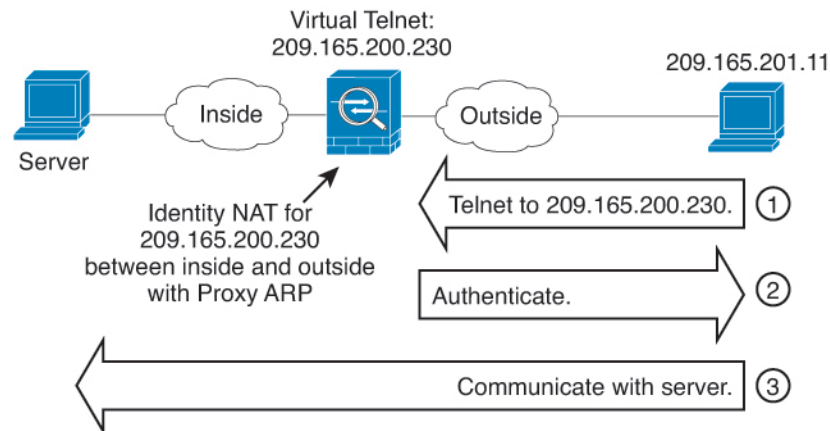 Virtual Telnet:
209.165.200.230
209.165.201.11
Inside
Outside
Server
Identity NAT for
209.165.200.230
between inside and outside
with Proxy ARP
Telnet to 209.165.200.230.
1
Authenticate.
2
Communicate with server.
3